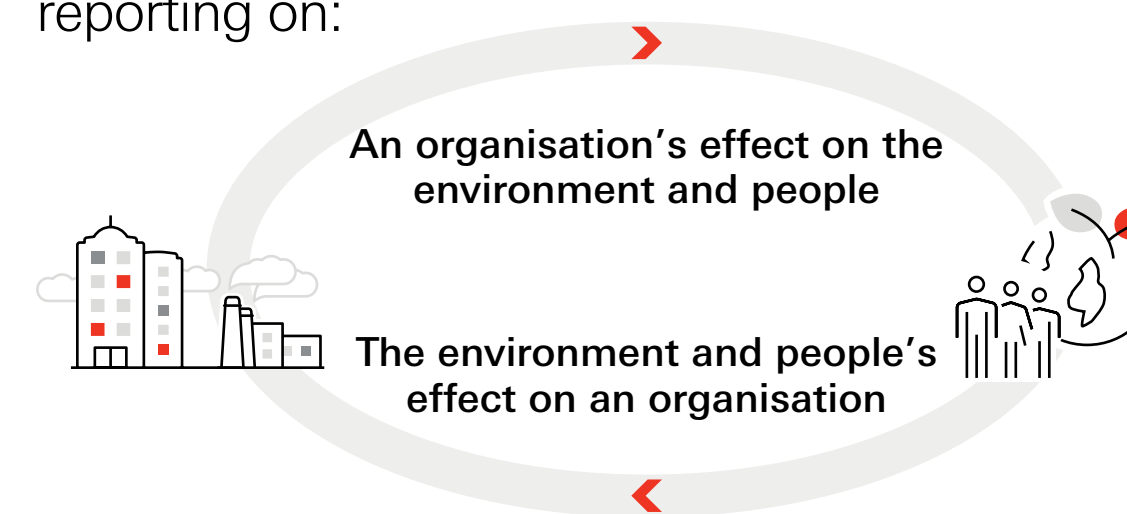 reporting on:
An organisation’s effect on the
environment and people
The environment and people’s
effect on an organisation